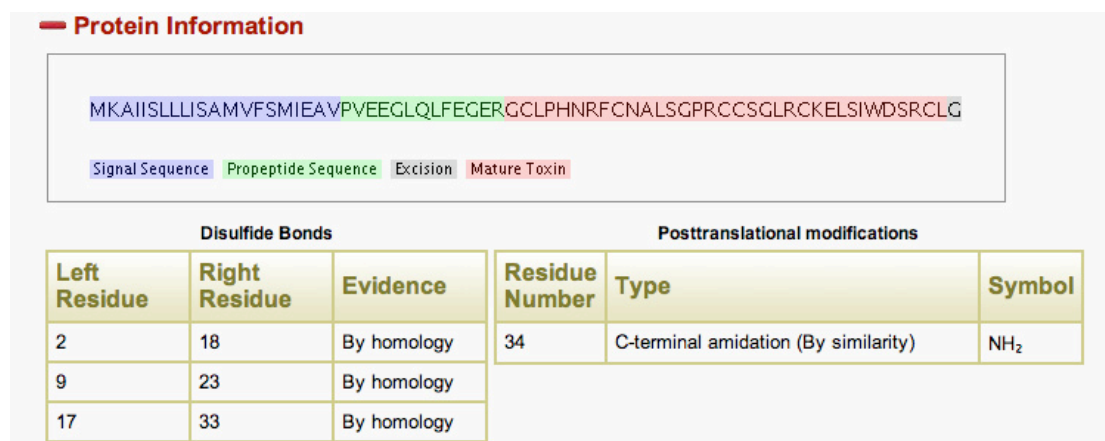 Protein Information
MKAIISLLLISAMVFSMIEAVPVEEGLQLFEGERGCLPHNRFCNALSGPRCCSGLRCKELSIWDSRCLG
Signal Sequence Propeptide Sequence Excision Mature Toxin
Disulfide Bonds
Left Residue Right Residue Evidence
2 18 By homology
9 23 By homology
17 33 By homology
Posttranslational modifications
Residue Number Type Symbol
34 C-terminal amidation (By similarity) NH₂